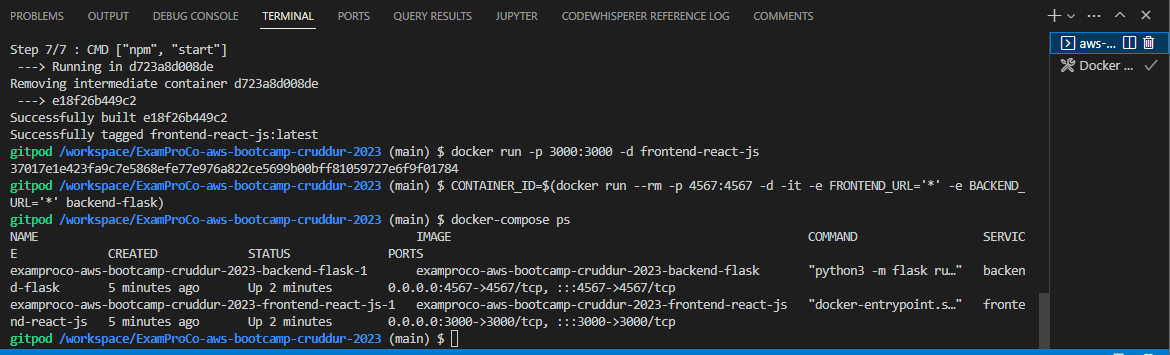 PROBLEMS OUTPUT DEBUG CONSOLE TERMINAL PORTS QUERY RESULTS JUPYTER CODEWHISPERER REFERENCE LOG COMMENTS
aws-...
Docker ...
Step 7/7 : CMD ["npm", "start"]
 ---> Running in d723a8d008de
Removing intermediate container d723a8d008de
 ---> e18f26b449c2
Successfully built e18f26b449c2
Successfully tagged frontend-react-js:latest
gitpod /workspace/ExamProCo-aws-bootcamp-cruddur-2023 (main) $ docker run -p 3000:3000 -d frontend-react-js
37017e1e423fa9c7e5868efe77e976a822ce5699b00bff81059727e6f9f01784
gitpod /workspace/ExamProCo-aws-bootcamp-cruddur-2023 (main) $ CONTAINER_ID=$(docker run --rm -p 4567:4567 -d -it -e FRONTEND_URL='*' -e BACKEND_
URL='*' backend-flask)
gitpod /workspace/ExamProCo-aws-bootcamp-cruddur-2023 (main) $ docker-compose ps
NAME IMAGE COMMAND SERVIC
E CREATED STATUS PORTS
examproco-aws-bootcamp-cruddur-2023-backend-flask-1 examproco-aws-bootcamp-cruddur-2023-backend-flask "python3 -m flask ru…" backen
d-flask 5 minutes ago Up 2 minutes 0.0.0.0:4567->4567/tcp, :::4567->4567/tcp
examproco-aws-bootcamp-cruddur-2023-frontend-react-js-1 examproco-aws-bootcamp-cruddur-2023-frontend-react-js "docker-entrypoint.s…" fronte
nd-react-js 5 minutes ago Up 2 minutes 0.0.0.0:3000->3000/tcp, :::3000->3000/tcp
gitpod /workspace/ExamProCo-aws-bootcamp-cruddur-2023 (main) $